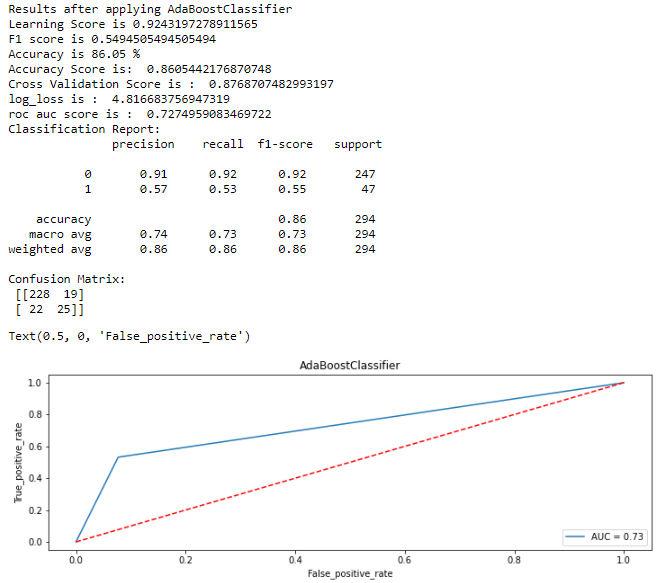 Results after applying AdaBoostClassifier
Learning Score is 0.9243197278911565
F1 score is 0.5494505494505494
Accuracy is 86.05 %
Accuracy Score is:  0.8605442176870748
Cross Validation Score is :  0.8768707482993197
log_loss is :  4.816683756947319
roc auc score is :  0.7274959083469722
Classification Report:
              precision    recall  f1-score   support

           0       0.91      0.92      0.92       247
           1       0.57      0.53      0.55        47

    accuracy                           0.86       294
   macro avg       0.74      0.73      0.73       294
weighted avg       0.86      0.86      0.86       294

Confusion Matrix:
 [[228  19]
 [ 22  25]]

Text(0.5, 0, 'False_positive_rate')
AdaBoostClassifier
1.0
0.8
0.6
0.4
0.2
0.0
True_positive_rate
AUC = 0.73
0.0 0.2 0.4 0.6 0.8 1.0
False_positive_rate